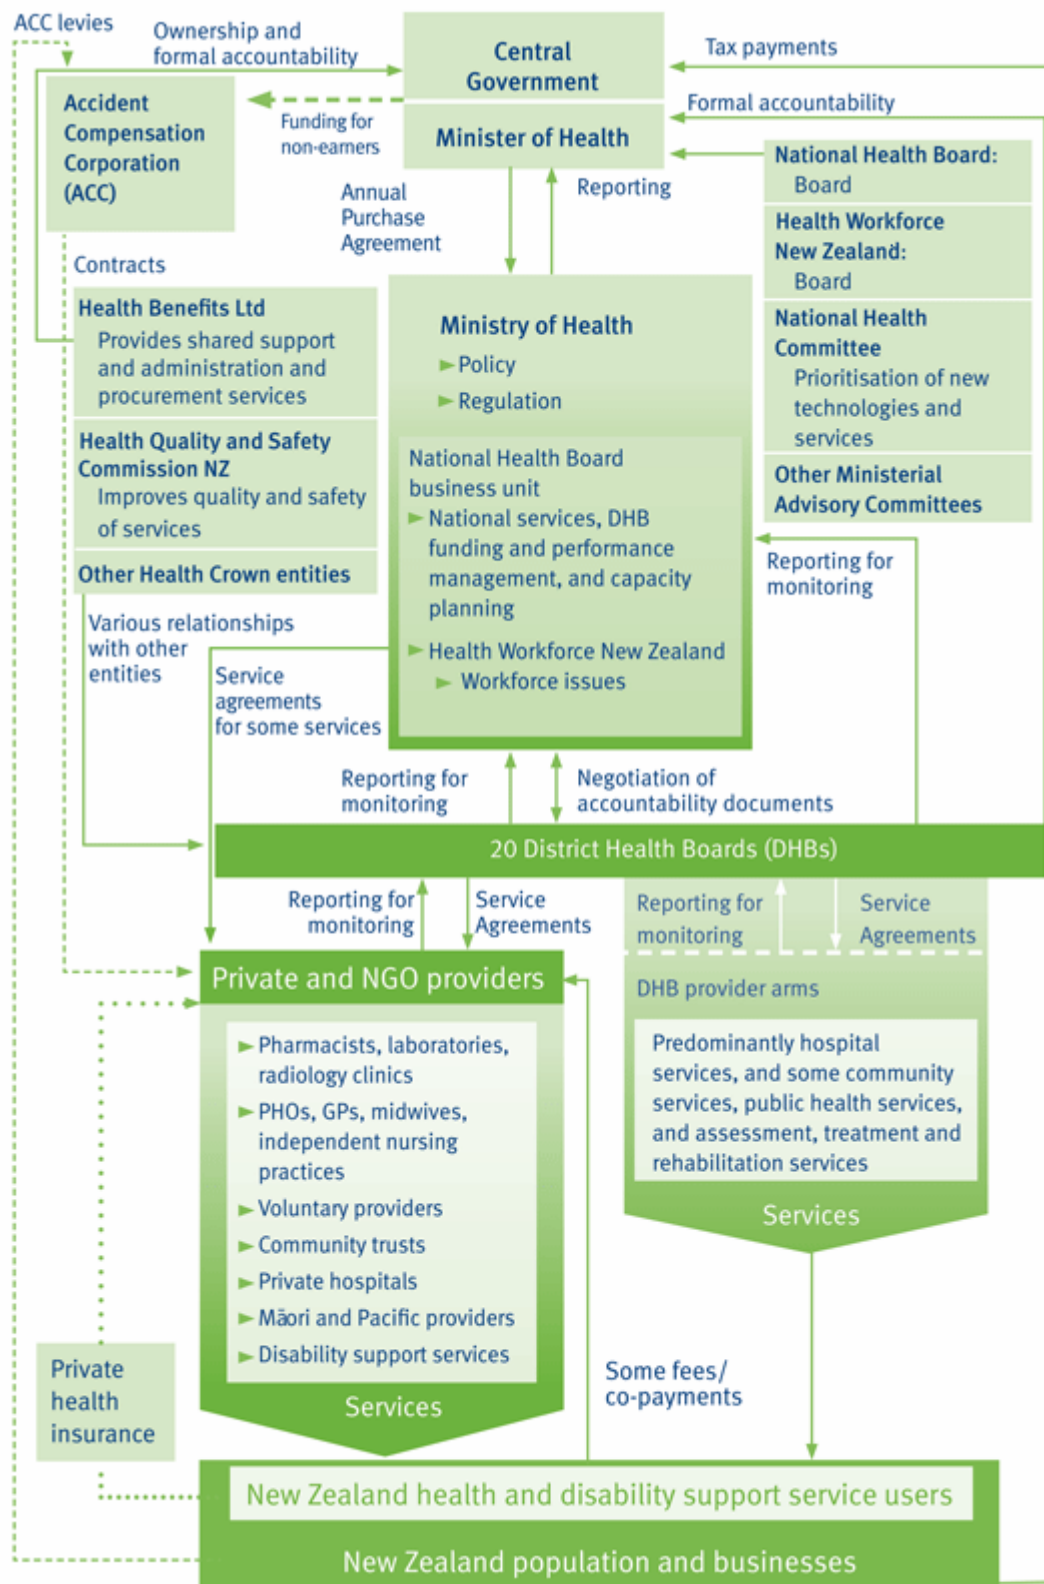 ACC levies
Ownership and
formal accountability
Central
Government
Tax payments
Accident
Compensation
Corporation
(ACC)
Funding for
non-earners
Minister of Health
Formal accountability
National Health Board:
Board
Health Workforce
New Zealand:
Board
National Health
Committee
Prioritisation of new
technologies and
services
Other Ministerial
Advisory Committees
Annual
Purchase
Agreement
Reporting
Contracts
Health Benefits Ltd
Provides shared support
and administration and
procurement services
Health Quality and Safety
Commission NZ
Improves quality and safety
of services
Other Health Crown entities
Ministry of Health
► Policy
► Regulation
National Health Board
business unit
► National services, DHB
funding and performance
management, and capacity
planning
► Health Workforce New Zealand
► Workforce issues
Reporting for
monitoring
Various relationships
with other
entities
Service
agreements
for some services
Reporting for
monitoring
Negotiation of
accountability documents
20 District Health Boards (DHBs)
Reporting for
monitoring
Service
Agreements
Reporting for
monitoring
Service
Agreements
Private and NGO providers
► Pharmacists, laboratories,
radiology clinics
► PHOs, GPs, midwives,
independent nursing
practices
► Voluntary providers
► Community trusts
► Private hospitals
► Māori and Pacific providers
► Disability support services
Services
DHB provider arms
Predominantly hospital
services, and some community
services, public health services,
and assessment, treatment and
rehabilitation services
Services
Private
health
insurance
Some fees/
co-payments
New Zealand health and disability support service users
New Zealand population and businesses